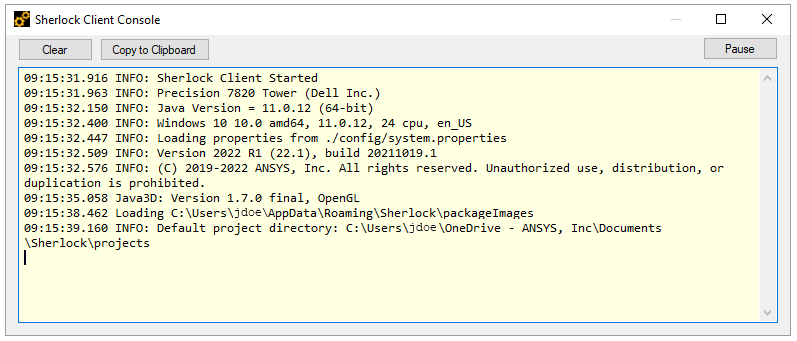 Sherlock Client Console
Clear
Copy to Clipboard
Pause
09:15:31.916 INFO: Sherlock Client Started
09:15:31.963 INFO: Precision 7820 Tower (Dell Inc.)
09:15:32.150 INFO: Java Version = 11.0.12 (64-bit)
09:15:32.400 INFO: Windows 10 10.0 amd64, 11.0.12, 24 cpu, en_US
09:15:32.447 INFO: Loading properties from ./config/system.properties
09:15:32.509 INFO: Version 2022 R1 (22.1), build 20211019.1
09:15:32.576 INFO: (C) 2019-2022 ANSYS, Inc. All rights reserved. Unauthorized use, distribution, or
duplication is prohibited.
09:15:35.058 Java3D: Version 1.7.0 final, OpenGL
09:15:38.462 Loading C:\Users\jdoe\AppData\Roaming\Sherlock\packageImages
09:15:39.160 INFO: Default project directory: C:\Users\jdoe\OneDrive - ANSYS, Inc\Documents
\Sherlock\projects